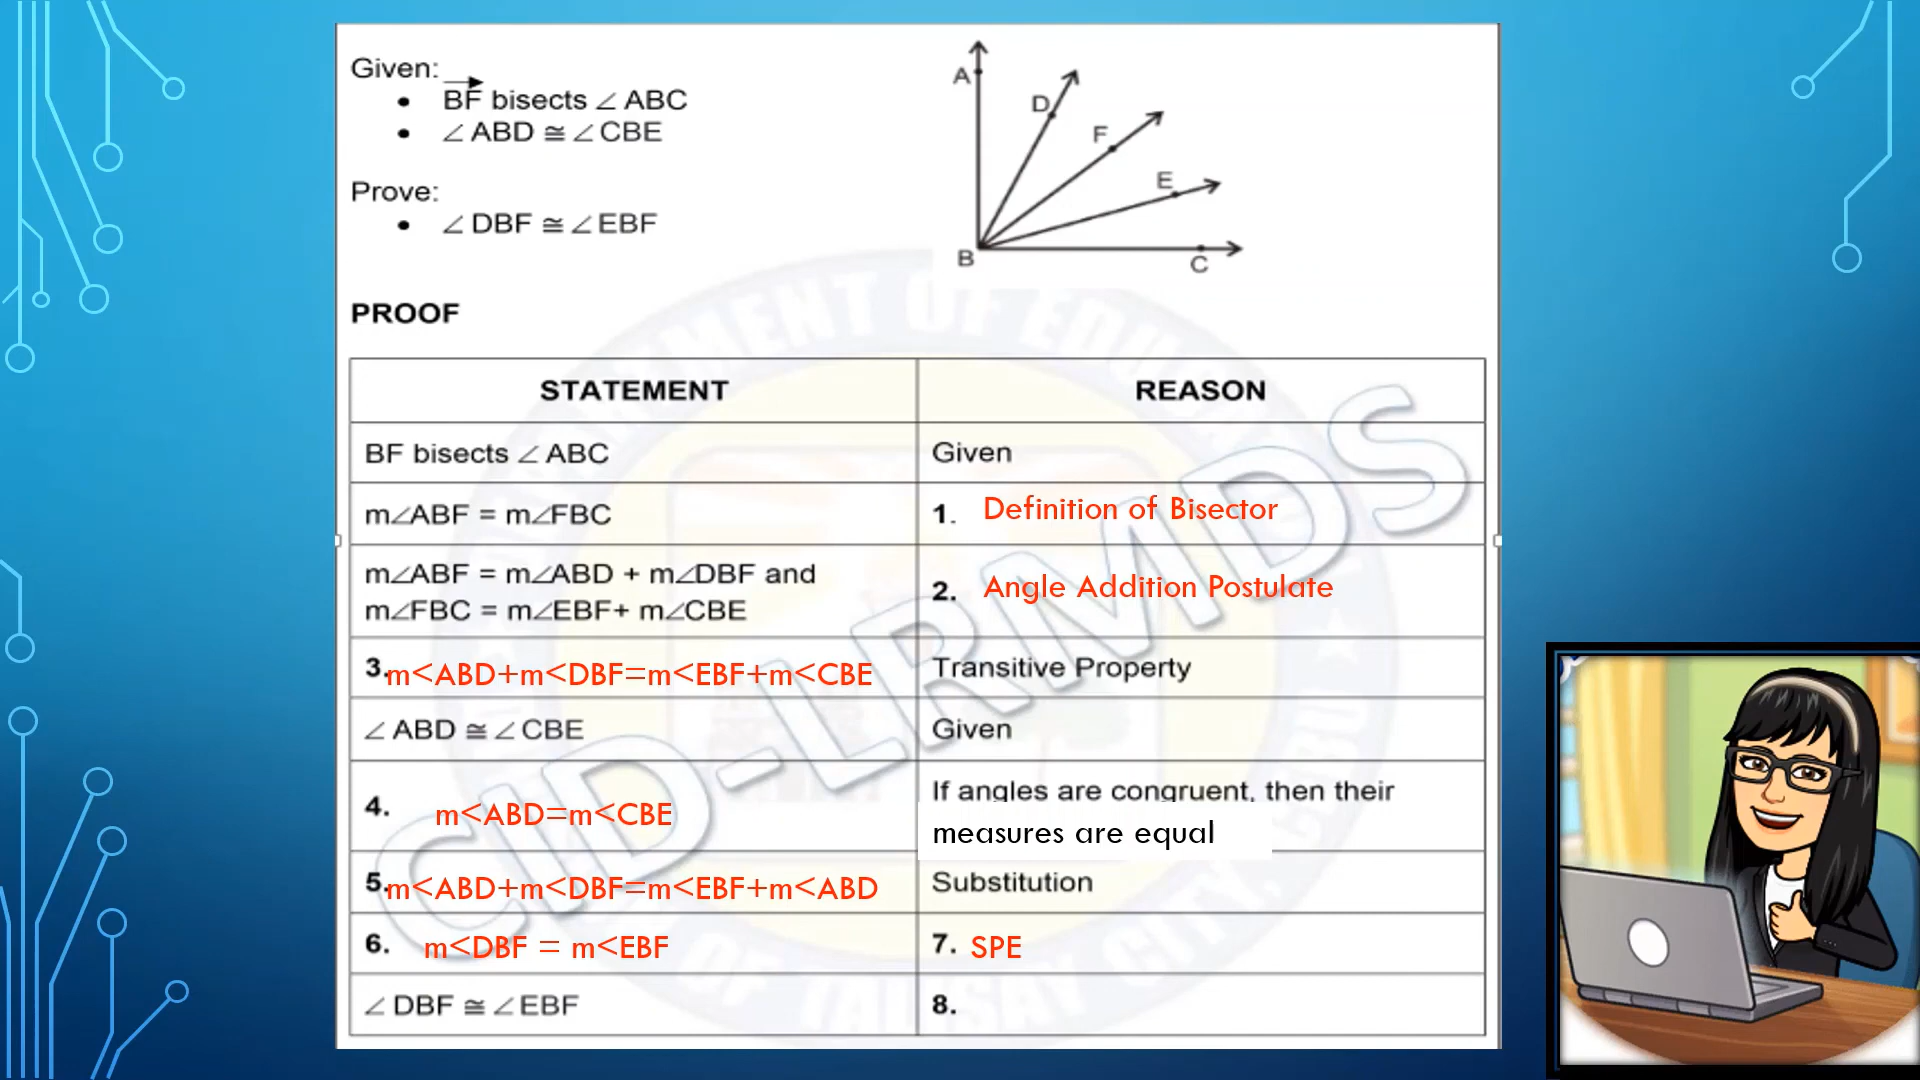 Given:
• BF bisects ∠ ABC
• ∠ ABD ≅ ∠ CBE
Prove:
• ∠ DBF ≅ ∠ EBF
A
D
F
E
B
C
PROOF
STATEMENT REASON
BF bisects ∠ ABC Given
m∠ABF = m∠FBC 1. Definition of Bisector
m∠ABF = m∠ABD + m∠DBF and
m∠FBC = m∠EBF+ m∠CBE
2. Angle Addition Postulate
3. m<ABD+m<DBF=m<EBF+m<CBE Transitive Property
∠ ABD ≅ ∠ CBE Given
4. m<ABD=m<CBE
If angles are congruent, then their
measures are equal
5. m<ABD+m<DBF=m<EBF+m<ABD Substitution
6. m<DBF = m<EBF 7. SPE
∠ DBF ≅ ∠ EBF 8.
CID-LRMDS